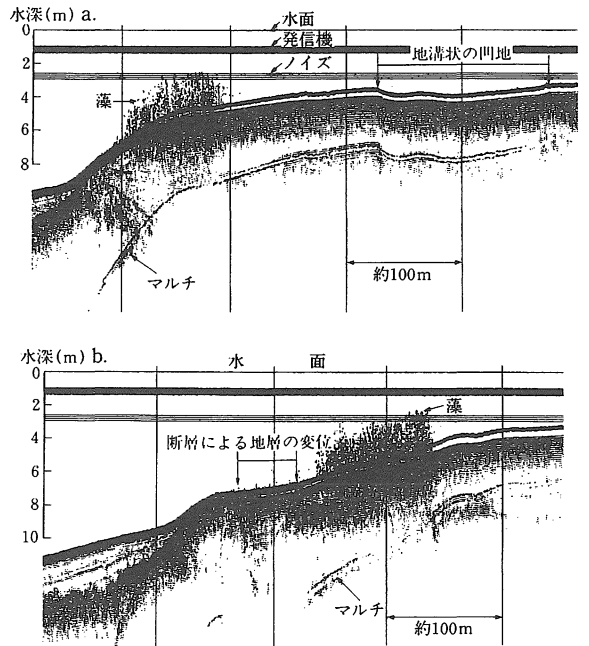 水深(m) a.
水面
発信機
ノイズ
地溝状の凹地
藻
0
2
4
6
8
マルチ
約100m
水深(m) b.
水面
藻
断層による地層の変位
0
2
4
6
8
10
マルチ
約100m